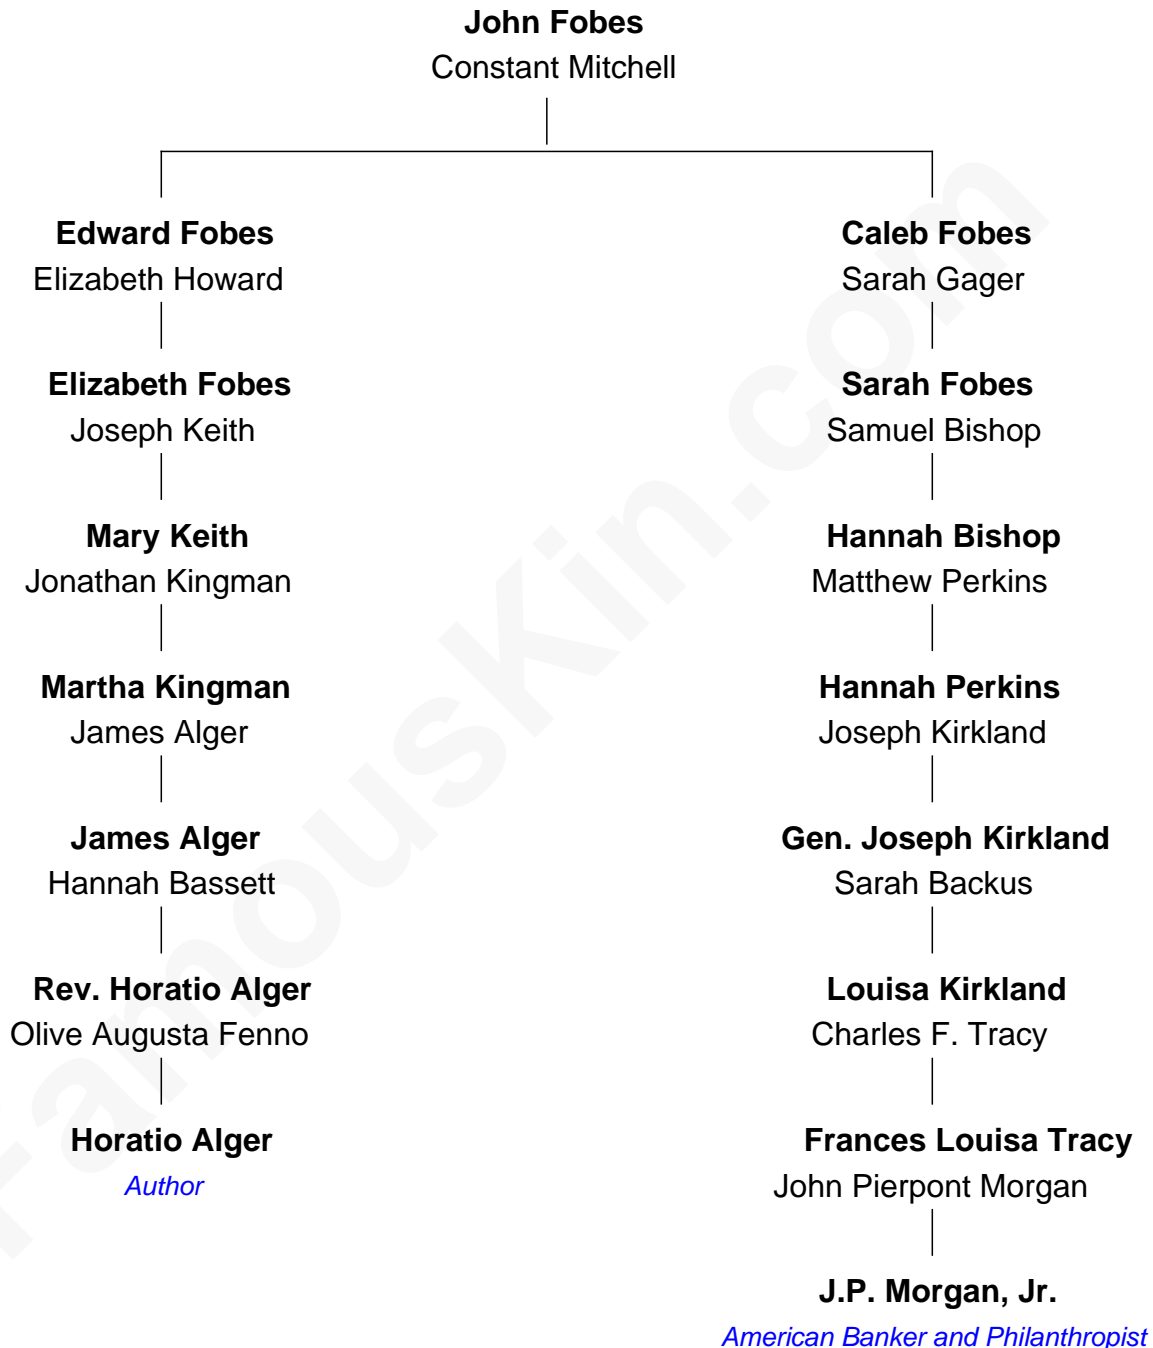 John Fobes
Constant Mitchell
Edward Fobes
Elizabeth Howard
Elizabeth Fobes
Joseph Keith
Mary Keith
Jonathan Kingman
Martha Kingman
James Alger
James Alger
Hannah Bassett
Rev. Horatio Alger
Olive Augusta Fenno
Horatio Alger
Author
Caleb Fobes
Sarah Gager
Sarah Fobes
Samuel Bishop
Hannah Bishop
Matthew Perkins
Hannah Perkins
Joseph Kirkland
Gen. Joseph Kirkland
Sarah Backus
Louisa Kirkland
Charles F. Tracy
Frances Louisa Tracy
John Pierpont Morgan
J.P. Morgan, Jr.
American Banker and Philanthropist
FamousKin.com